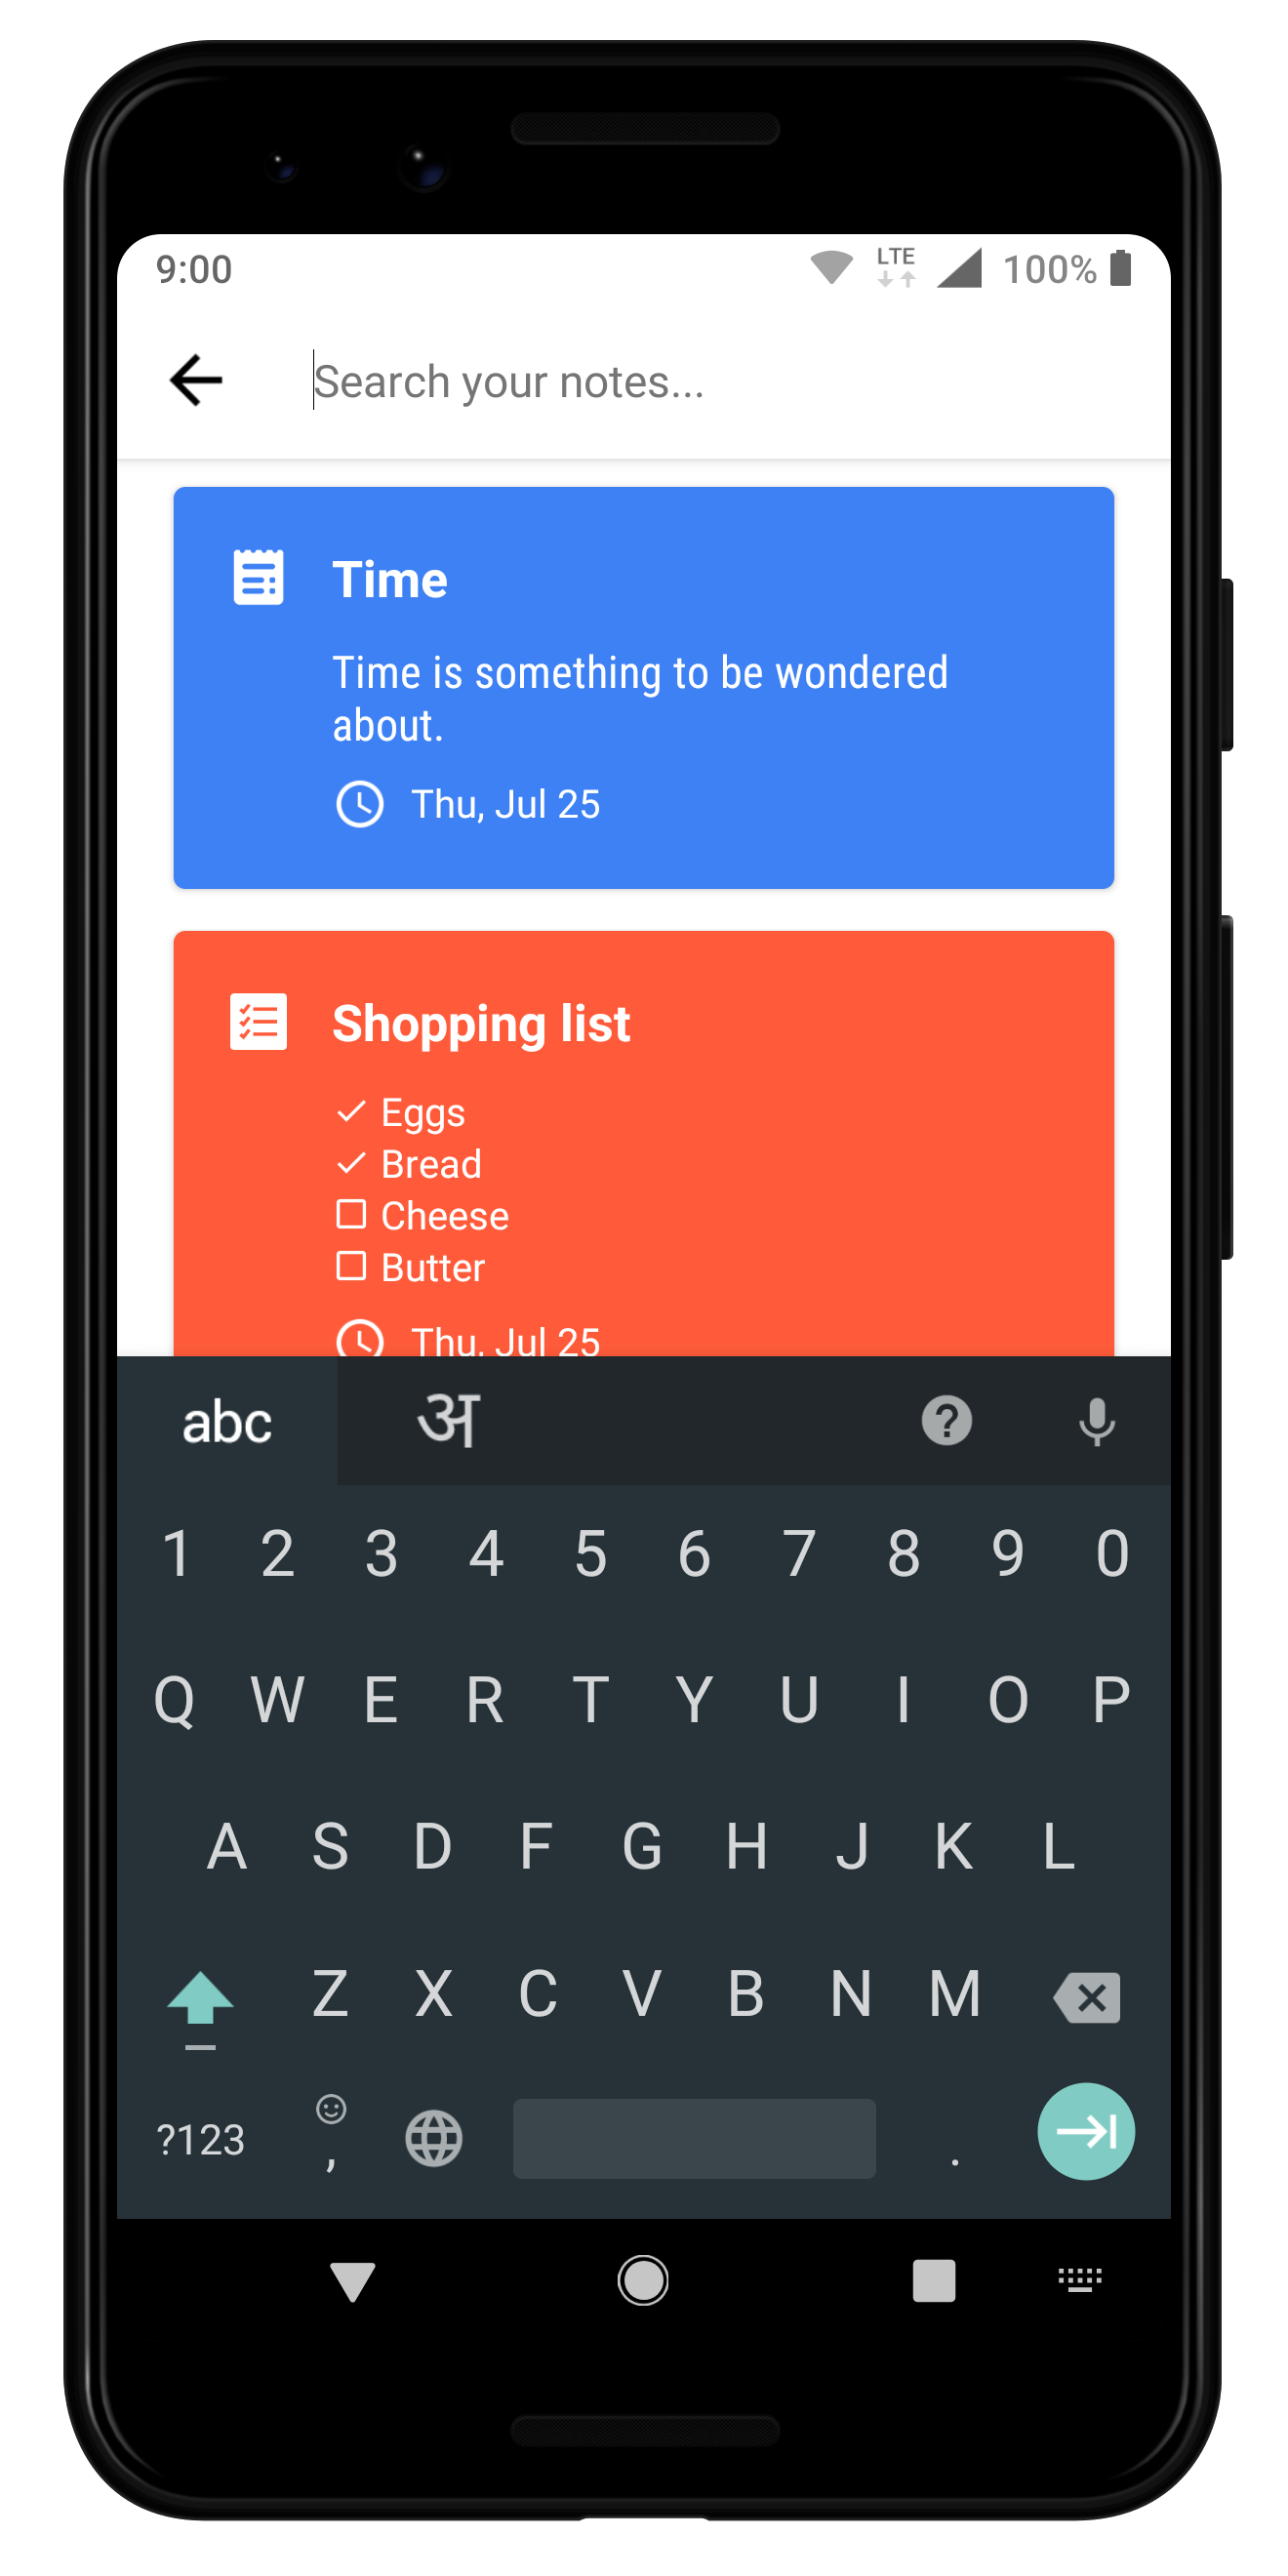 9:00 LTE 100%
Search your notes...
Time
Time is something to be wondered
about.
Thu, Jul 25
Shopping list
Eggs
Bread
Cheese
Butter
Thu, Jul 25
abc अ
1 2 3 4 5 6 7 8 9 0
Q W E R T Y U I O P
A S D F G H J K L
Z X C V B N M
?123 , .